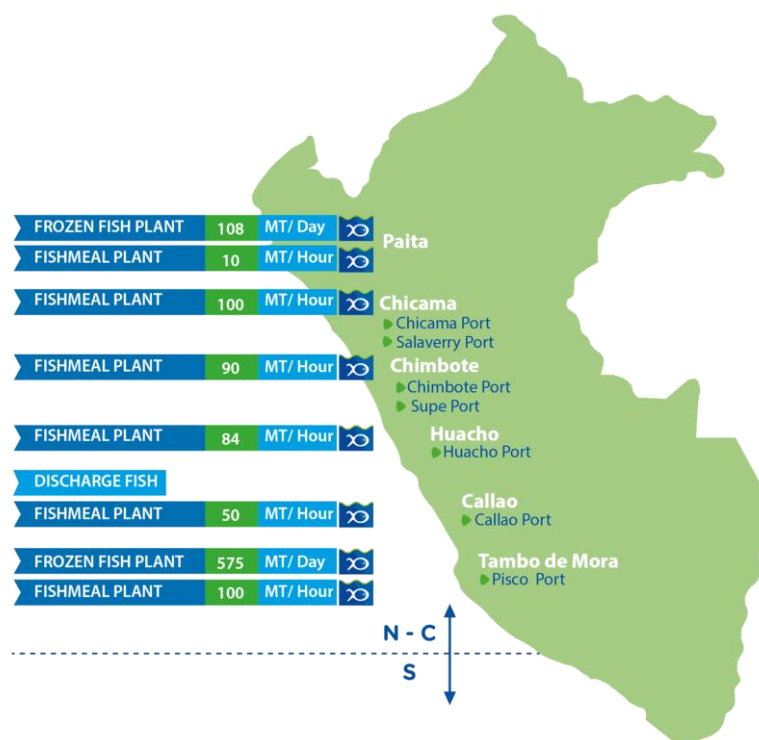 FROZEN FISH PLANT 108 MT/ Day
Paita
FISHMEAL PLANT 10 MT/ Hour
FISHMEAL PLANT 100 MT/ Hour
Chicama
Chicama Port
Salaverry Port
FISHMEAL PLANT 90 MT/ Hour
Chimbote
Chimbote Port
Supe Port
FISHMEAL PLANT 84 MT/ Hour
Huacho
Huacho Port
DISCHARGE FISH
FISHMEAL PLANT 50 MT/ Hour
Callao
Callao Port
FROZEN FISH PLANT 575 MT/ Day
Tambo de Mora
FISHMEAL PLANT 100 MT/ Hour
Pisco Port
N - C
S